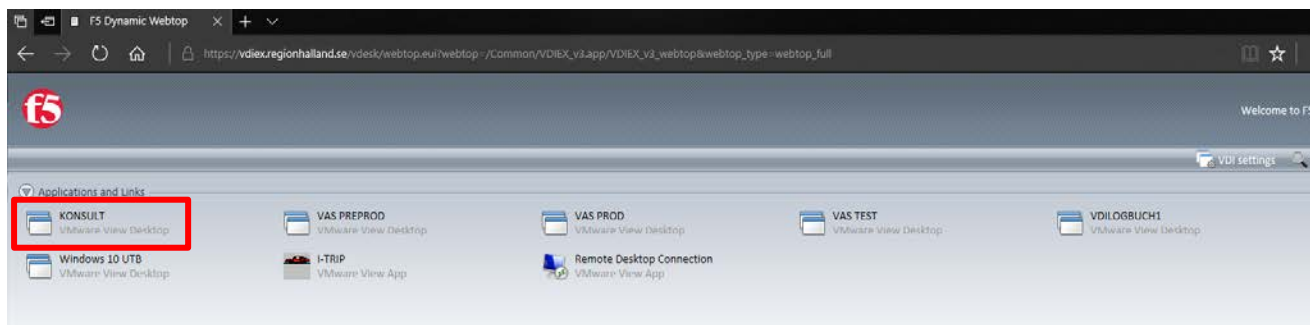 F5 Dynamic Webtop
https://vdiex.regionhalland.se/vdesk/webtop.eui?webtop=/Common/VDIEX_v3.app/VDIEX_v3_webtop&webtop_type=webtop_full
f5
Welcome to F5
VDI settings
Applications and Links
KONSULT VAS PREPROD VAS PROD VAS TEST VDILOGBUCH1
VMware View Desktop VMware View Desktop VMware View Desktop VMware View Desktop VMware View Desktop
Windows 10 UTB I-TRIP Remote Desktop Connection
VMware View Desktop VMware View App VMware View App